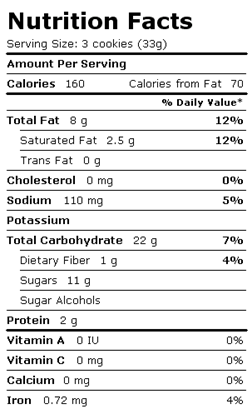 Nutrition Facts
Serving Size: 3 cookies (33g)
Amount Per Serving
Calories 160 Calories from Fat 70
% Daily Value*
Total Fat 8 g 12%
Saturated Fat 2.5 g 12%
Trans Fat 0 g
Cholesterol 0 mg 0%
Sodium 110 mg 5%
Potassium
Total Carbohydrate 22 g 7%
Dietary Fiber 1 g 4%
Sugars 11 g
Sugar Alcohols
Protein 2 g
Vitamin A 0 IU 0%
Vitamin C 0 mg 0%
Calcium 0 mg 0%
Iron 0.72 mg 4%